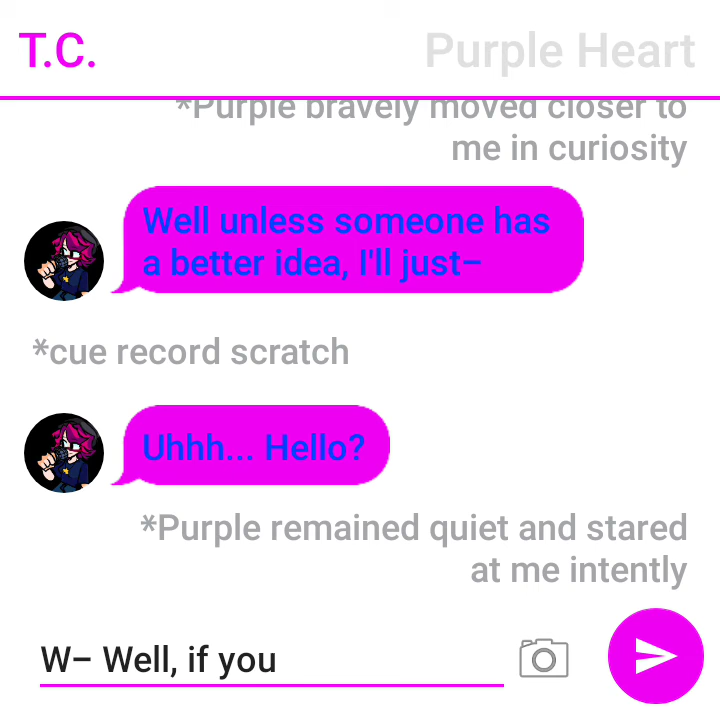 T.C.
Purple Heart
*Purple bravely moved closer to
me in curiosity
Well unless someone has
a better idea, I'll just–
*cue record scratch
Uhhh... Hello?
*Purple remained quiet and stared
at me intently
W– Well, if you